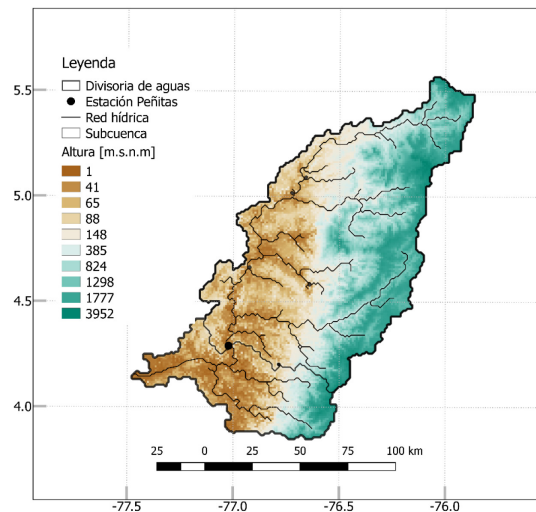 Leyenda
Divisoria de aguas
Estación Peñitas
Red hídrica
Subcuenca
Altura [m.s.n.m]
1
41
65
88
148
385
824
1298
1777
3952
5.5
5.0
4.5
4.0
25 0 25 50 75 100 km
-77.5 -77.0 -76.5 -76.0